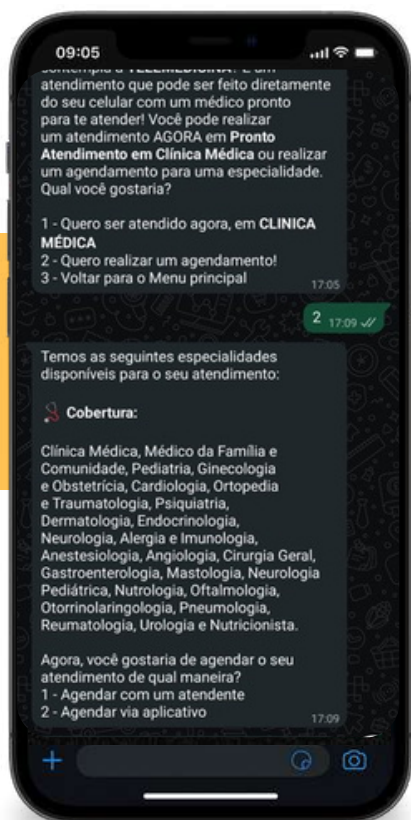 09:05
contempla a TELEMEDICINA! É um
atendimento que pode ser feito diretamente
do seu celular com um médico pronto
para te atender! Você pode realizar
um atendimento AGORA em Pronto
Atendimento em Clínica Médica ou realizar
um agendamento para uma especialidade.
Qual você gostaria?
1 - Quero ser atendido agora, em CLINICA
MÉDICA
2 - Quero realizar um agendamento!
3 - Voltar para o Menu principal
17:05
2 17:09
Temos as seguintes especialidades
disponíveis para o seu atendimento:
Cobertura:
Clínica Médica, Médico da Família e
Comunidade, Pediatria, Ginecologia
e Obstetrícia, Cardiologia, Ortopedia
e Traumatologia, Psiquiatria,
Dermatologia, Endocrinologia,
Neurologia, Alergia e Imunologia,
Anestesiologia, Angiologia, Cirurgia Geral,
Gastroenterologia, Mastologia, Neurologia
Pediátrica, Nutrologia, Oftalmologia,
Otorrinolaringologia, Pneumologia,
Reumatologia, Urologia e Nutricionista.
Agora, você gostaria de agendar o seu
atendimento de qual maneira?
1 - Agendar com um atendente
2 - Agendar via aplicativo
17:09